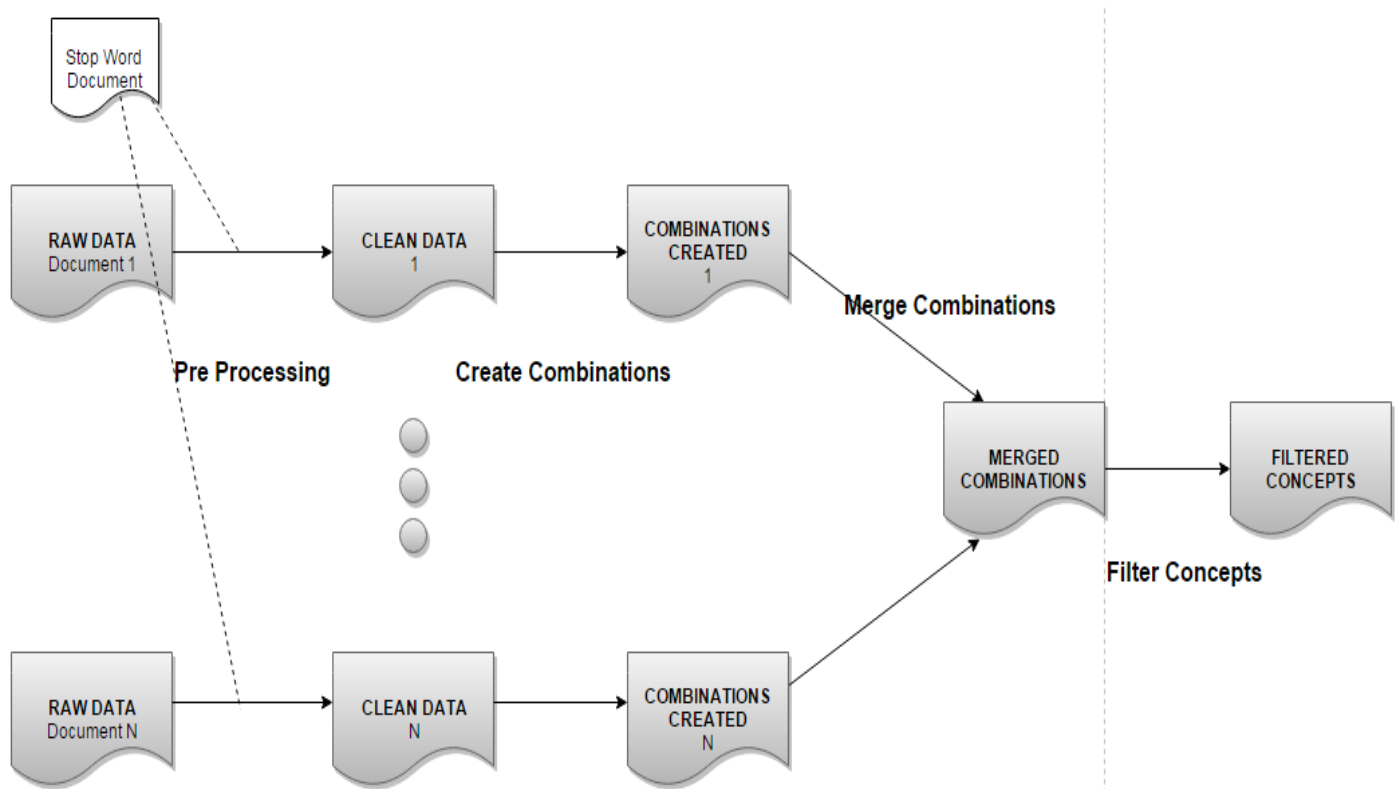 Stop Word
Document
RAW DATA
Document 1
CLEAN DATA
1
COMBINATIONS
CREATED
1
Merge Combinations
Pre Processing
Create Combinations
MERGED
COMBINATIONS
FILTERED
CONCEPTS
Filter Concepts
RAW DATA
Document N
CLEAN DATA
N
COMBINATIONS
CREATED
N